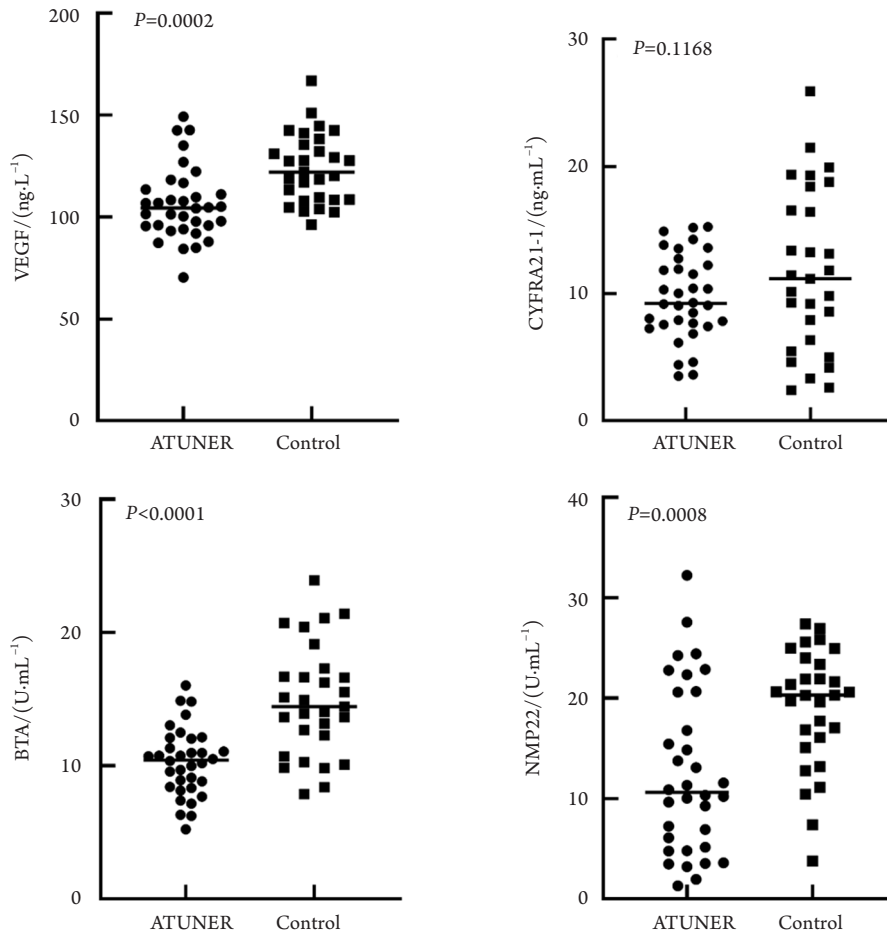 P=0.0002
200
150
100
50
0
VEGF/(ng·L⁻¹)
ATUNER
Control
P=0.1168
30
20
10
0
CYFRA21-1/(ng·mL⁻¹)
ATUNER
Control
P<0.0001
30
20
10
0
BTA/(U·mL⁻¹)
ATUNER
Control
P=0.0008
40
30
20
10
0
NMP22/(U·mL⁻¹)
ATUNER
Control